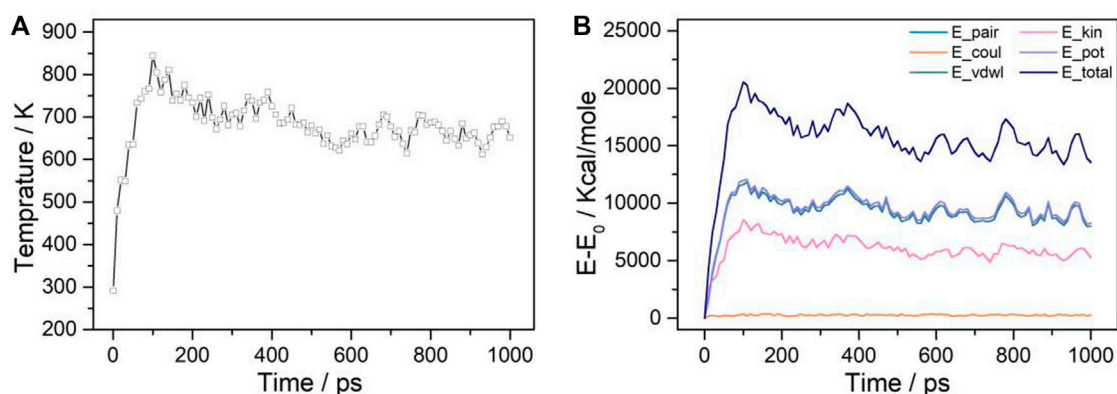 A
Temprature / K
900
800
700
600
500
400
300
200
0 200 400 600 800 1000
Time / ps
B
E-E₀ / Kcal/mole
25000
20000
15000
10000
5000
0
E_pair E_kin
E_coul E_pot
E_vdwl E_total
0 200 400 600 800 1000
Time / ps